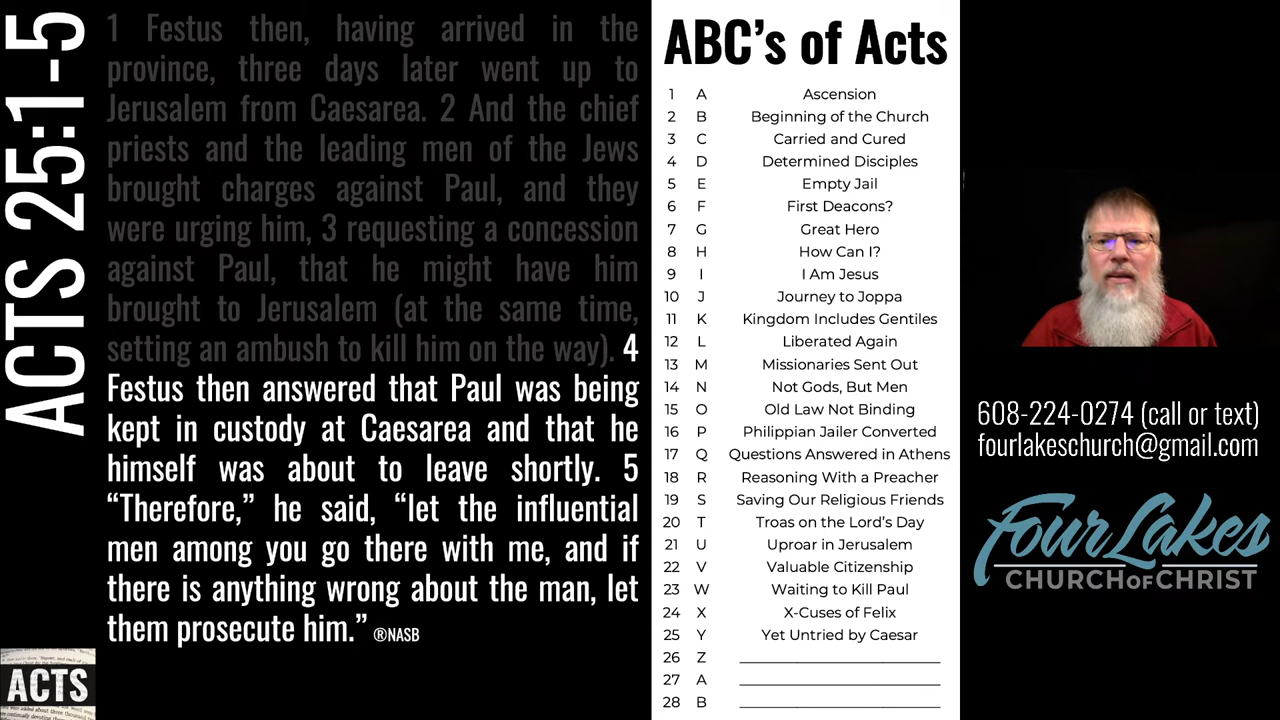 ACTS 25:1-5
1 Festus then, having arrived in the
province, three days later went up to
Jerusalem from Caesarea. 2 And the chief
priests and the leading men of the Jews
brought charges against Paul, and they
were urging him, 3 requesting a concession
against Paul, that he might have him
brought to Jerusalem (at the same time,
setting an ambush to kill him on the way). 4
Festus then answered that Paul was being
kept in custody at Caesarea and that he
himself was about to leave shortly. 5
“Therefore,” he said, “let the influential
men among you go there with me, and if
there is anything wrong about the man, let
them prosecute him.” ®NASB
ACTS
ABC’s of Acts
1 A Ascension
2 B Beginning of the Church
3 C Carried and Cured
4 D Determined Disciples
5 E Empty Jail
6 F First Deacons?
7 G Great Hero
8 H How Can I?
9 I I Am Jesus
10 J Journey to Joppa
11 K Kingdom Includes Gentiles
12 L Liberated Again
13 M Missionaries Sent Out
14 N Not Gods, But Men
15 O Old Law Not Binding
16 P Philippian Jailer Converted
17 Q Questions Answered in Athens
18 R Reasoning With a Preacher
19 S Saving Our Religious Friends
20 T Troas on the Lord’s Day
21 U Uproar in Jerusalem
22 V Valuable Citizenship
23 W Waiting to Kill Paul
24 X X-Cuses of Felix
25 Y Yet Untried by Caesar
26 Z
27 A
28 B
608-224-0274 (call or text)
fourlakeschurch@gmail.com
Four Lakes
CHURCH OF CHRIST